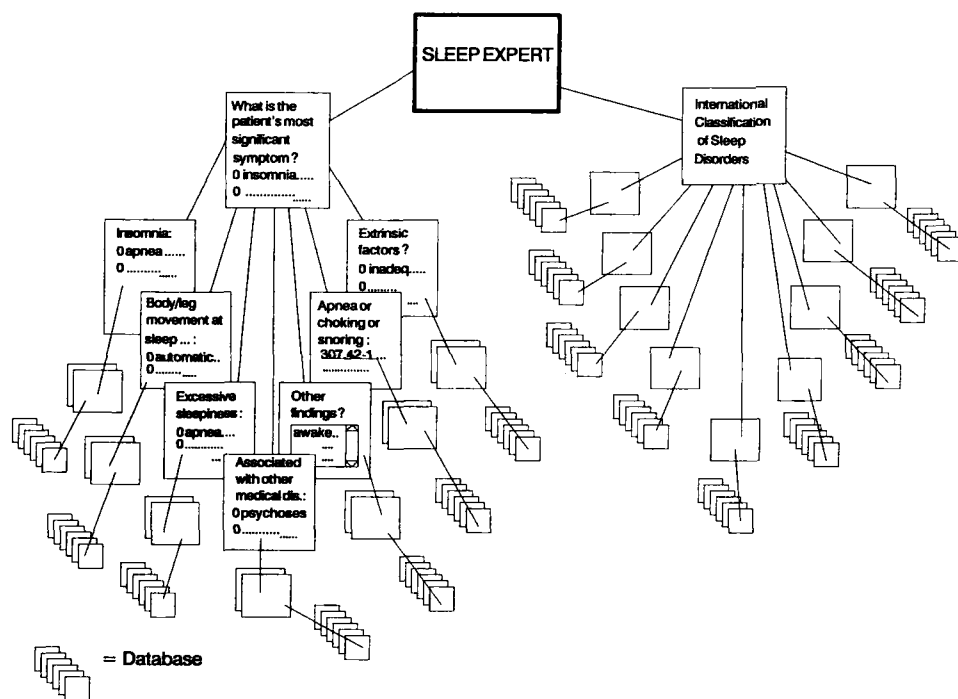 SLEEP EXPERT
What is the
patient's most
significant
symptom ?
0 insomnia.....
0 .............. ......
International
Classification
of Sleep
Disorders
Insomnia:
0 apnea ......
0 .......... ......
Extrinsic
factors ?
0 inadeq.....
0 ......... ....
Body/leg
movement at
sleep ... :
0 automatic..
0 ........ .....
Apnea or
choking or
snoring :
307.42-1 ...
...............
Excessive
sleepiness :
0 apnea....
0 ........... ...
Other
findings?
awake..
....
....
Associated
with other
medical dis.:
0 psychoses
0 ........... ......
= Database